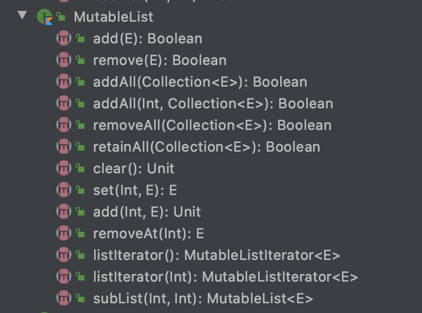 MutableList
add(E): Boolean
remove(E): Boolean
addAll(Collection<E>): Boolean
addAll(Int, Collection<E>): Boolean
removeAll(Collection<E>): Boolean
retainAll(Collection<E>): Boolean
clear(): Unit
set(Int, E): E
add(Int, E): Unit
removeAt(Int): E
listIterator(): MutableListIterator<E>
listIterator(Int): MutableListIterator<E>
subList(Int, Int): MutableList<E>